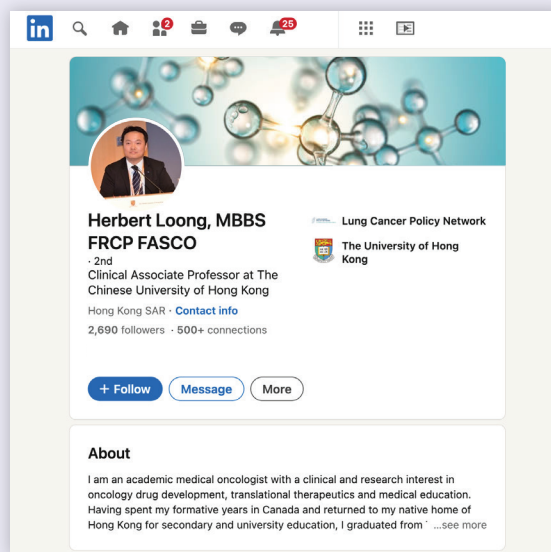 in
2
25
Herbert Loong, MBBS
FRCP FASCO
· 2nd
Clinical Associate Professor at The
Chinese University of Hong Kong
Hong Kong SAR · Contact info
2,690 followers · 500+ connections
Lung Cancer Policy Network
The University of Hong
Kong
+ Follow
Message
More
About
I am an academic medical oncologist with a clinical and research interest in
oncology drug development, translational therapeutics and medical education.
Having spent my formative years in Canada and returned to my native home of
Hong Kong for secondary and university education, I graduated from ...see more